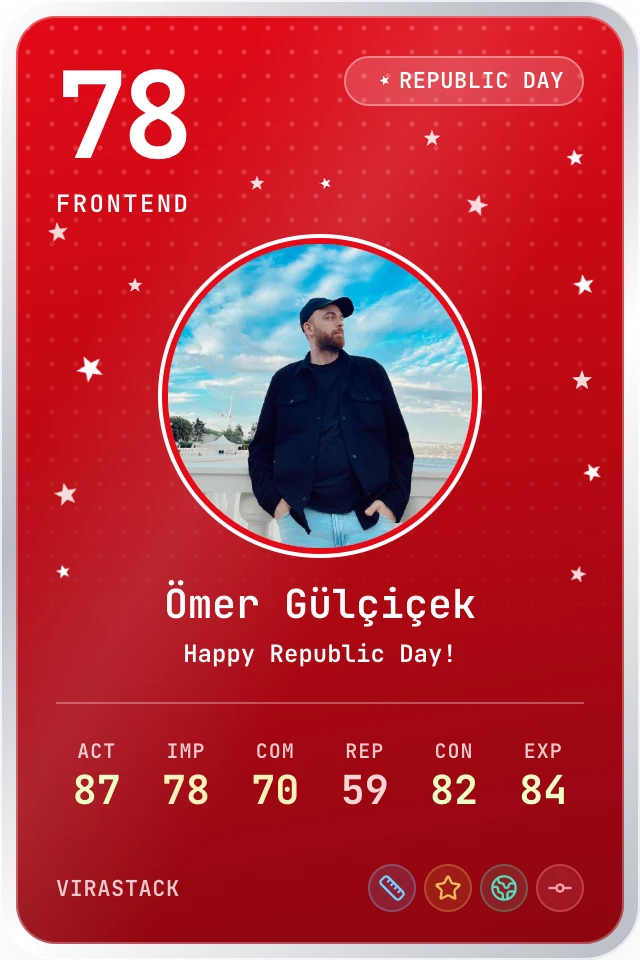 78
REPUBLIC DAY
FRONTEND
Ömer Gülçiçek
Happy Republic Day!
ACT IMP COM REP CON EXP
87 78 70 59 82 84
VIRASTACK